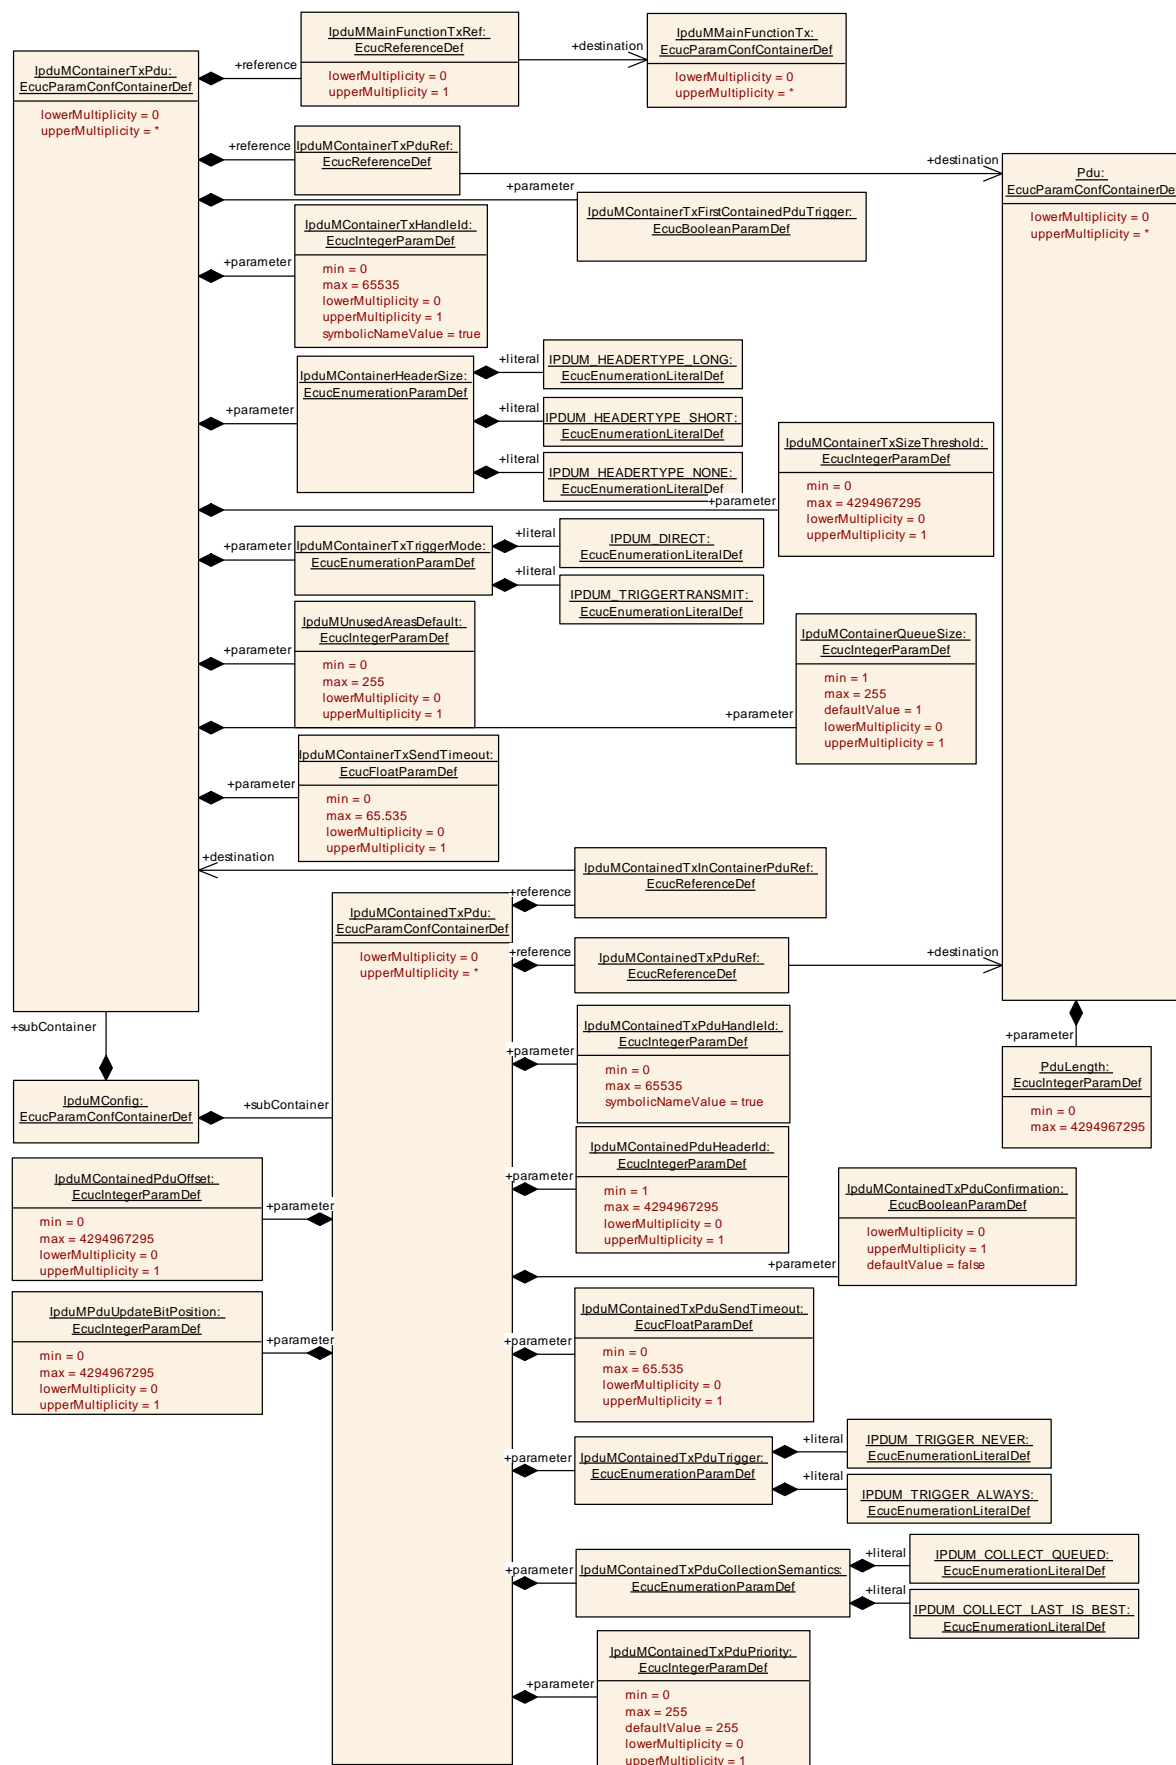 IpduMMainFunctionTxRef:
EcucReferenceDef
lowerMultiplicity = 0
upperMultiplicity = 1
+destination
IpduMMainFunctionTx:
EcucParamConfContainerDef
lowerMultiplicity = 0
upperMultiplicity = *
IpduMContainerTxPdu:
EcucParamConfContainerDef
lowerMultiplicity = 0
upperMultiplicity = *
+reference
+reference
IpduMContainerTxPduRef:
EcucReferenceDef
+destination
Pdu:
EcucParamConfContainerDe
lowerMultiplicity = 0
upperMultiplicity = *
+parameter
IpduMContainerTxFirstContainedPduTrigger:
EcucBooleanParamDef
+parameter
IpduMContainerTxHandleId:
EcucIntegerParamDef
min = 0
max = 65535
lowerMultiplicity = 0
upperMultiplicity = 1
symbolicNameValue = true
+parameter
IpduMContainerHeaderSize:
EcucEnumerationParamDef
+literal
IPDUM_HEADERTYPE_LONG:
EcucEnumerationLiteralDef
+literal
IPDUM_HEADERTYPE_SHORT:
EcucEnumerationLiteralDef
+literal
IPDUM_HEADERTYPE_NONE:
EcucEnumerationLiteralDef
+parameter
IpduMContainerTxSizeThreshold:
EcucIntegerParamDef
min = 0
max = 4294967295
lowerMultiplicity = 0
upperMultiplicity = 1
+parameter
IpduMContainerTxTriggerMode:
EcucEnumerationParamDef
+literal
IPDUM_DIRECT:
EcucEnumerationLiteralDef
+literal
IPDUM_TRIGGERTRANSMIT:
EcucEnumerationLiteralDef
+parameter
IpduMUnusedAreasDefault:
EcucIntegerParamDef
min = 0
max = 255
lowerMultiplicity = 0
upperMultiplicity = 1
+parameter
IpduMContainerQueueSize:
EcucIntegerParamDef
min = 1
max = 255
defaultValue = 1
lowerMultiplicity = 0
upperMultiplicity = 1
+parameter
IpduMContainerTxSendTimeout:
EcucFloatParamDef
min = 0
max = 65.535
lowerMultiplicity = 0
upperMultiplicity = 1
+destination
IpduMContainedTxInContainerPduRef:
EcucReferenceDef
+reference
IpduMContainedTxPdu:
EcucParamConfContainerDef
lowerMultiplicity = 0
upperMultiplicity = *
+reference
IpduMContainedTxPduRef:
EcucReferenceDef
+destination
+subContainer
IpduMConfig:
EcucParamConfContainerDef
+subContainer
+parameter
IpduMContainedTxPduHandleId:
EcucIntegerParamDef
min = 0
max = 65535
symbolicNameValue = true
+parameter
PduLength:
EcucIntegerParamDef
min = 0
max = 4294967295
+parameter
IpduMContainedPduHeaderId:
EcucIntegerParamDef
min = 1
max = 4294967295
lowerMultiplicity = 0
upperMultiplicity = 1
IpduMContainedPduOffset:
EcucIntegerParamDef
min = 0
max = 4294967295
lowerMultiplicity = 0
upperMultiplicity = 1
+parameter
+parameter
IpduMContainedTxPduConfirmation:
EcucBooleanParamDef
lowerMultiplicity = 0
upperMultiplicity = 1
defaultValue = false
IpduMPduUpdateBitPosition:
EcucIntegerParamDef
min = 0
max = 4294967295
lowerMultiplicity = 0
upperMultiplicity = 1
+parameter
+parameter
IpduMContainedTxPduSendTimeout:
EcucFloatParamDef
min = 0
max = 65.535
lowerMultiplicity = 0
upperMultiplicity = 1
+parameter
IpduMContainedTxPduTrigger:
EcucEnumerationParamDef
+literal
IPDUM_TRIGGER_NEVER:
EcucEnumerationLiteralDef
+literal
IPDUM_TRIGGER_ALWAYS:
EcucEnumerationLiteralDef
+parameter
IpduMContainedTxPduCollectionSemantics:
EcucEnumerationParamDef
+literal
IPDUM_COLLECT_QUEUED:
EcucEnumerationLiteralDef
+literal
IPDUM_COLLECT_LAST_IS_BEST:
EcucEnumerationLiteralDef
+parameter
IpduMContainedTxPduPriority:
EcucIntegerParamDef
min = 0
max = 255
defaultValue = 255
lowerMultiplicity = 0
upperMultiplicity = 1